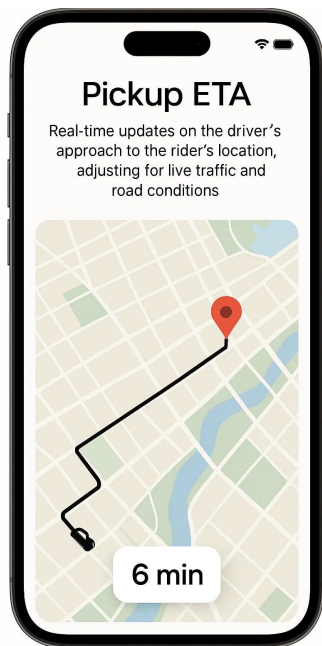 Pickup ETA
Real-time updates on the driver’s
approach to the rider’s location,
adjusting for live traffic and
road conditions
6 min